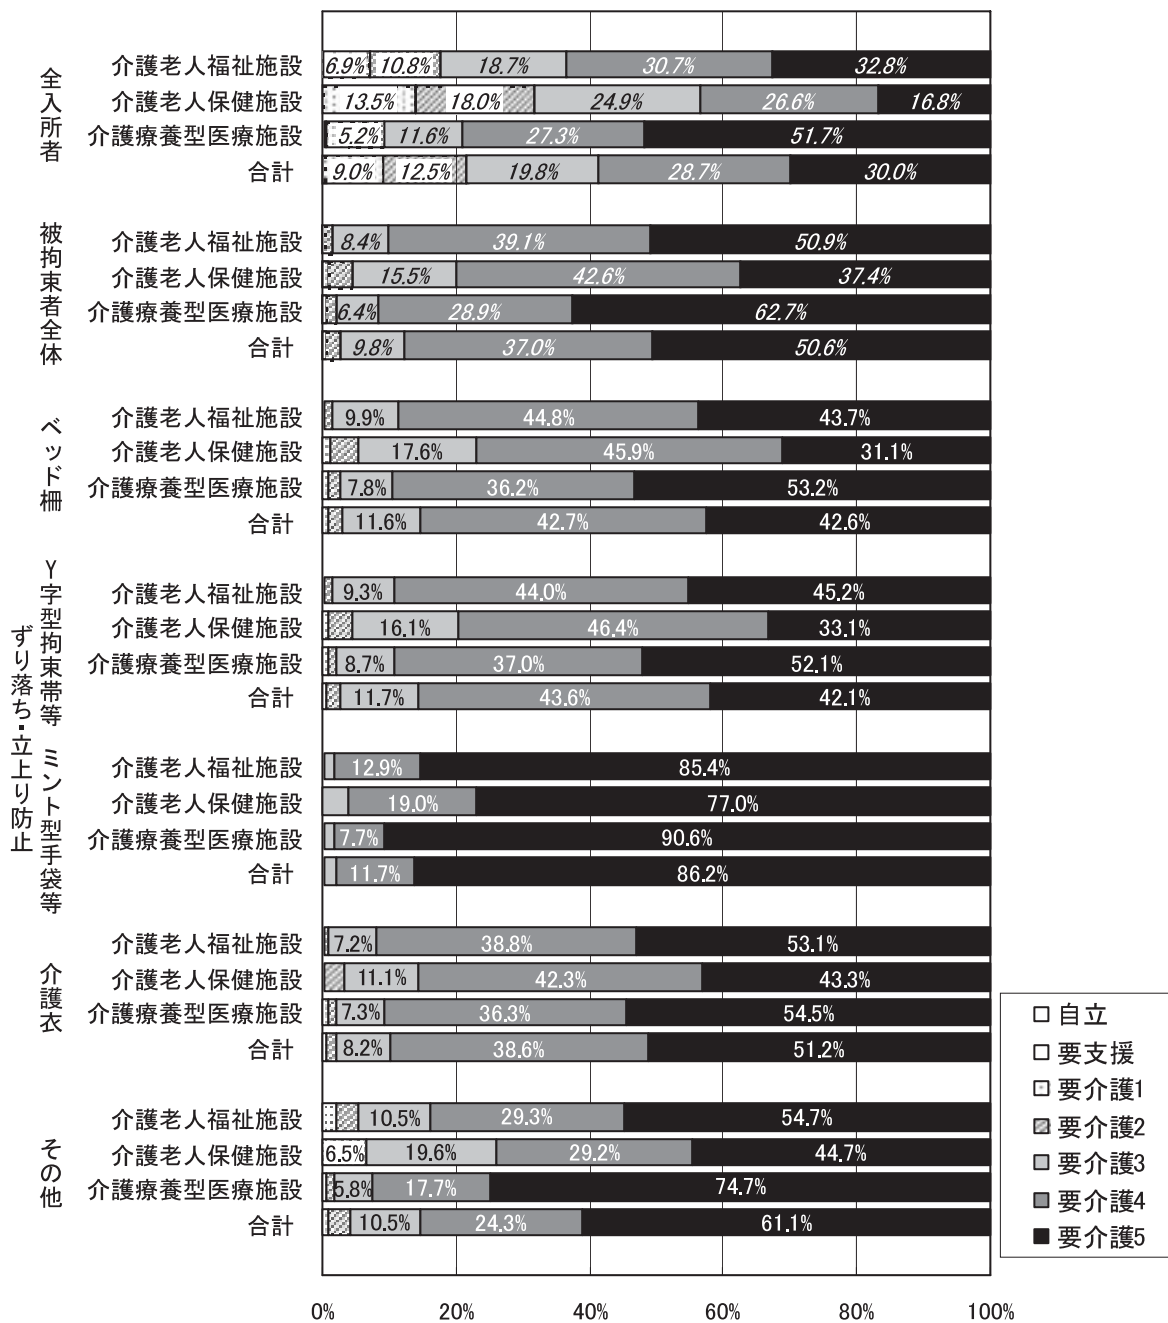 全入所者
介護老人福祉施設 6.9% 10.8% 18.7% 30.7% 32.8%
介護老人保健施設 13.5% 18.0% 24.9% 26.6% 16.8%
介護療養型医療施設 5.2% 11.6% 27.3% 51.7%
合計 9.0% 12.5% 19.8% 28.7% 30.0%
被拘束者全体
介護老人福祉施設 8.4% 39.1% 50.9%
介護老人保健施設 15.5% 42.6% 37.4%
介護療養型医療施設 6.4% 28.9% 62.7%
合計 9.8% 37.0% 50.6%
ベッド柵
介護老人福祉施設 9.9% 44.8% 43.7%
介護老人保健施設 17.6% 45.9% 31.1%
介護療養型医療施設 7.8% 36.2% 53.2%
合計 11.6% 42.7% 42.6%
Y字型拘束帯等
ずり落ち・立上り防止
介護老人福祉施設 9.3% 44.0% 45.2%
介護老人保健施設 16.1% 46.4% 33.1%
介護療養型医療施設 8.7% 37.0% 52.1%
合計 11.7% 43.6% 42.1%
ミント型手袋等
介護老人福祉施設 12.9% 85.4%
介護老人保健施設 19.0% 77.0%
介護療養型医療施設 7.7% 90.6%
合計 11.7% 86.2%
介護衣
介護老人福祉施設 7.2% 38.8% 53.1%
介護老人保健施設 11.1% 42.3% 43.3%
介護療養型医療施設 7.3% 36.3% 54.5%
合計 8.2% 38.6% 51.2%
その他
介護老人福祉施設 10.5% 29.3% 54.7%
介護老人保健施設 6.5% 19.6% 29.2% 44.7%
介護療養型医療施設 5.8% 17.7% 74.7%
合計 10.5% 24.3% 61.1%
0% 20% 40% 60% 80% 100%
自立
要支援
要介護1
要介護2
要介護3
要介護4
要介護5